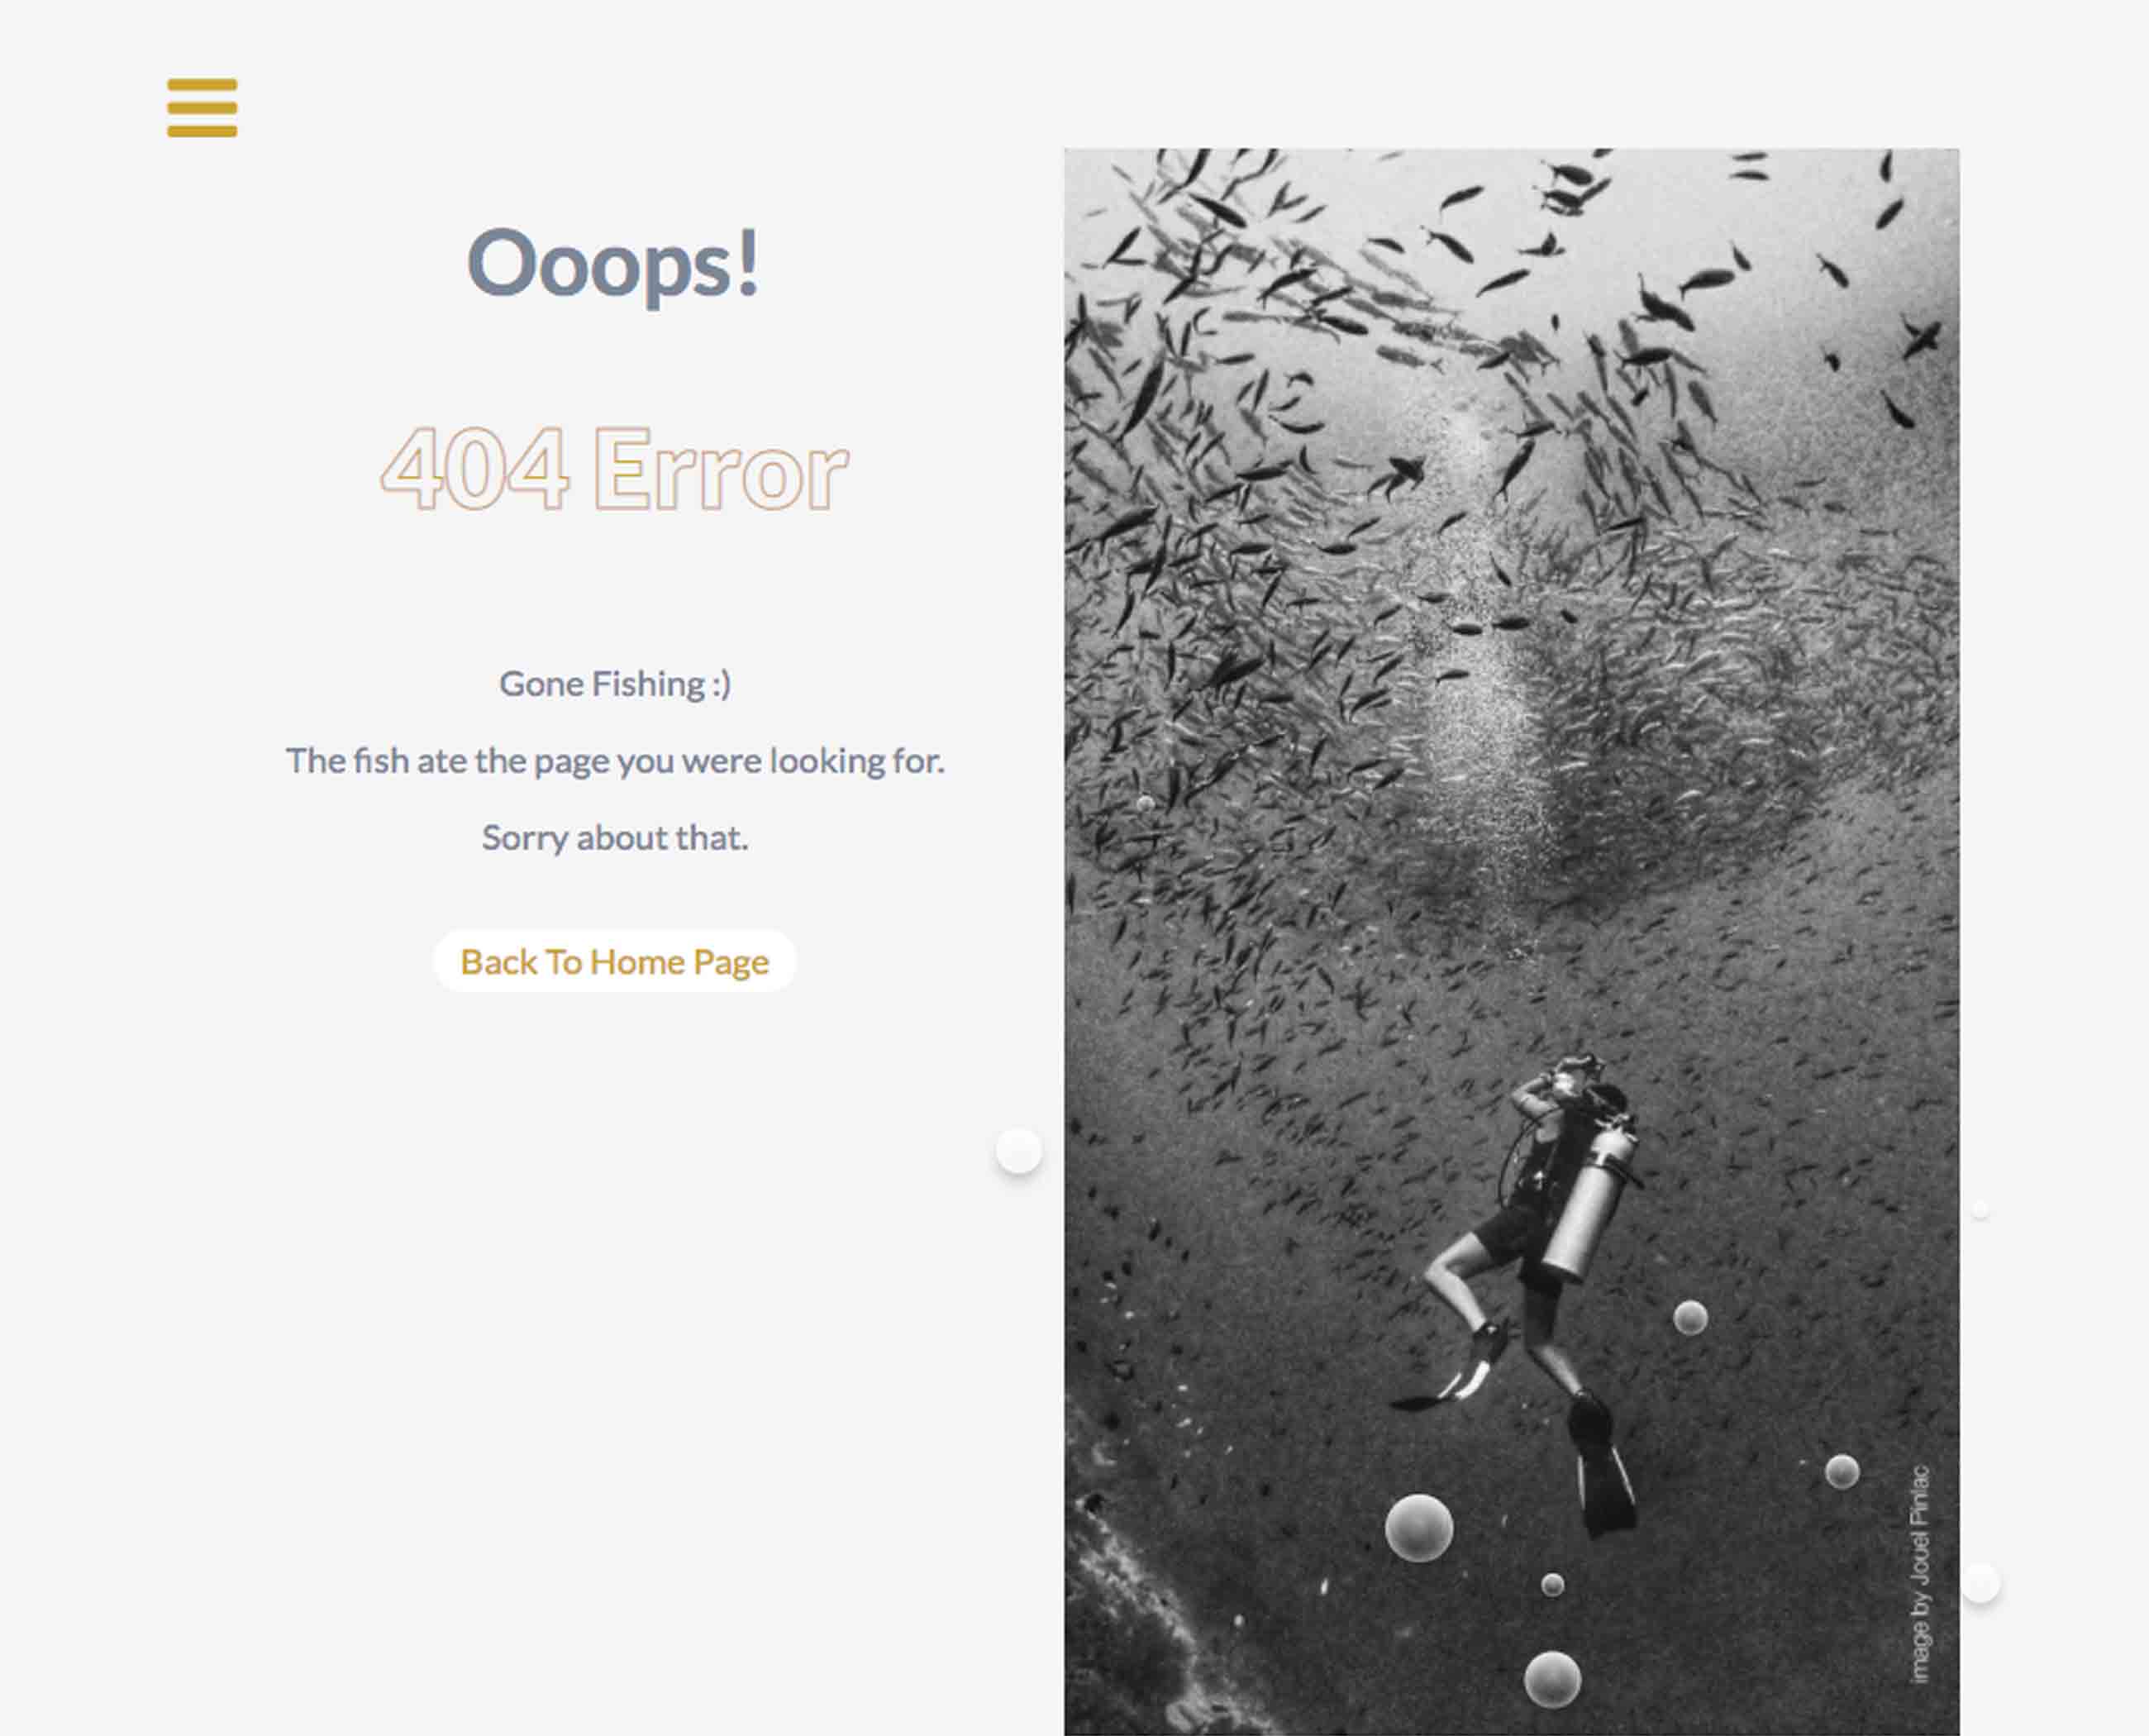 Ooops!
404 Error
Gone Fishing :)
The fish ate the page you were looking for.
Sorry about that.
Back To Home Page
image by Jouel Piniac